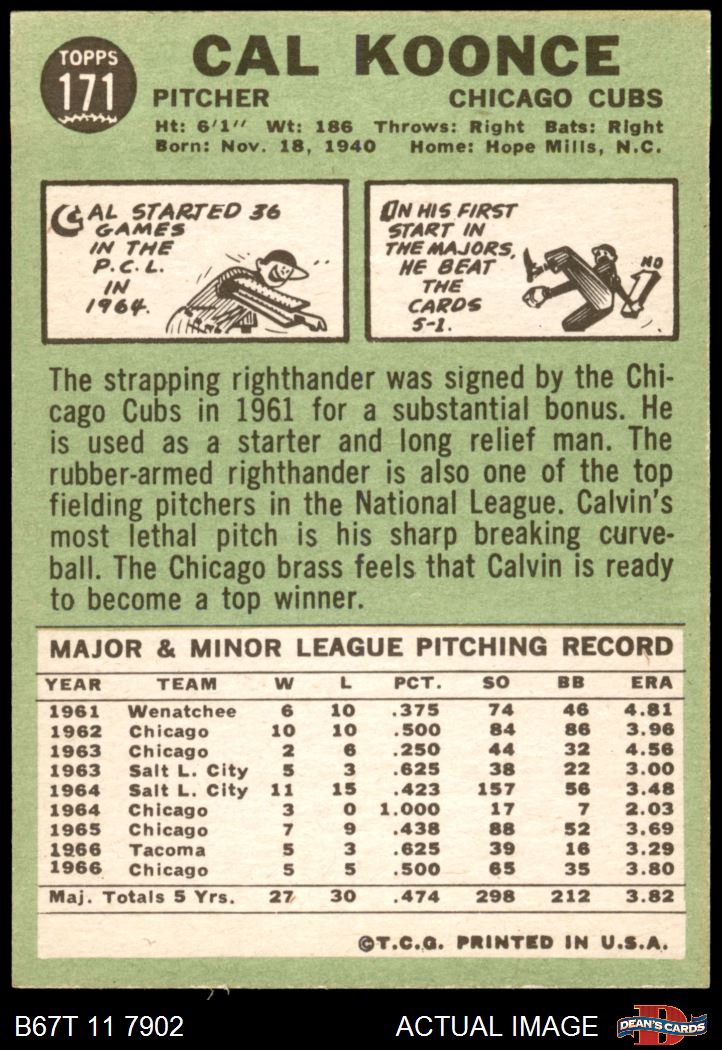 TOPPS
171
CAL KOONCE
PITCHER CHICAGO CUBS
Ht: 6'1" Wt: 186 Throws: Right Bats: Right
Born: Nov. 18, 1940 Home: Hope Mills, N.C.
CAL STARTED 36
GAMES
IN THE
P.C.L.
IN
1964.
ON HIS FIRST
START IN
THE MAJORS,
HE BEAT
THE
CARDS
5-1.
MO
The strapping righthander was signed by the Chi-
cago Cubs in 1961 for a substantial bonus. He
is used as a starter and long relief man. The
rubber-armed righthander is also one of the top
fielding pitchers in the National League. Calvin's
most lethal pitch is his sharp breaking curve-
ball. The Chicago brass feels that Calvin is ready
to become a top winner.
MAJOR & MINOR LEAGUE PITCHING RECORD
YEAR TEAM W L PCT. SO BB ERA
1961 Wenatchee 6 10 .375 74 46 4.81
1962 Chicago 10 10 .500 84 86 3.96
1963 Chicago 2 6 .250 44 32 4.56
1963 Salt L. City 5 3 .625 38 22 3.00
1964 Salt L. City 11 15 .423 157 56 3.48
1964 Chicago 3 0 1.000 17 7 2.03
1965 Chicago 7 9 .438 88 52 3.69
1966 Tacoma 5 3 .625 39 16 3.29
1966 Chicago 5 5 .500 65 35 3.80
Maj. Totals 5 Yrs. 27 30 .474 298 212 3.82
©T.C.G. PRINTED IN U.S.A.
B67T 11 7902 ACTUAL IMAGE
D
DEAN'S CARDS